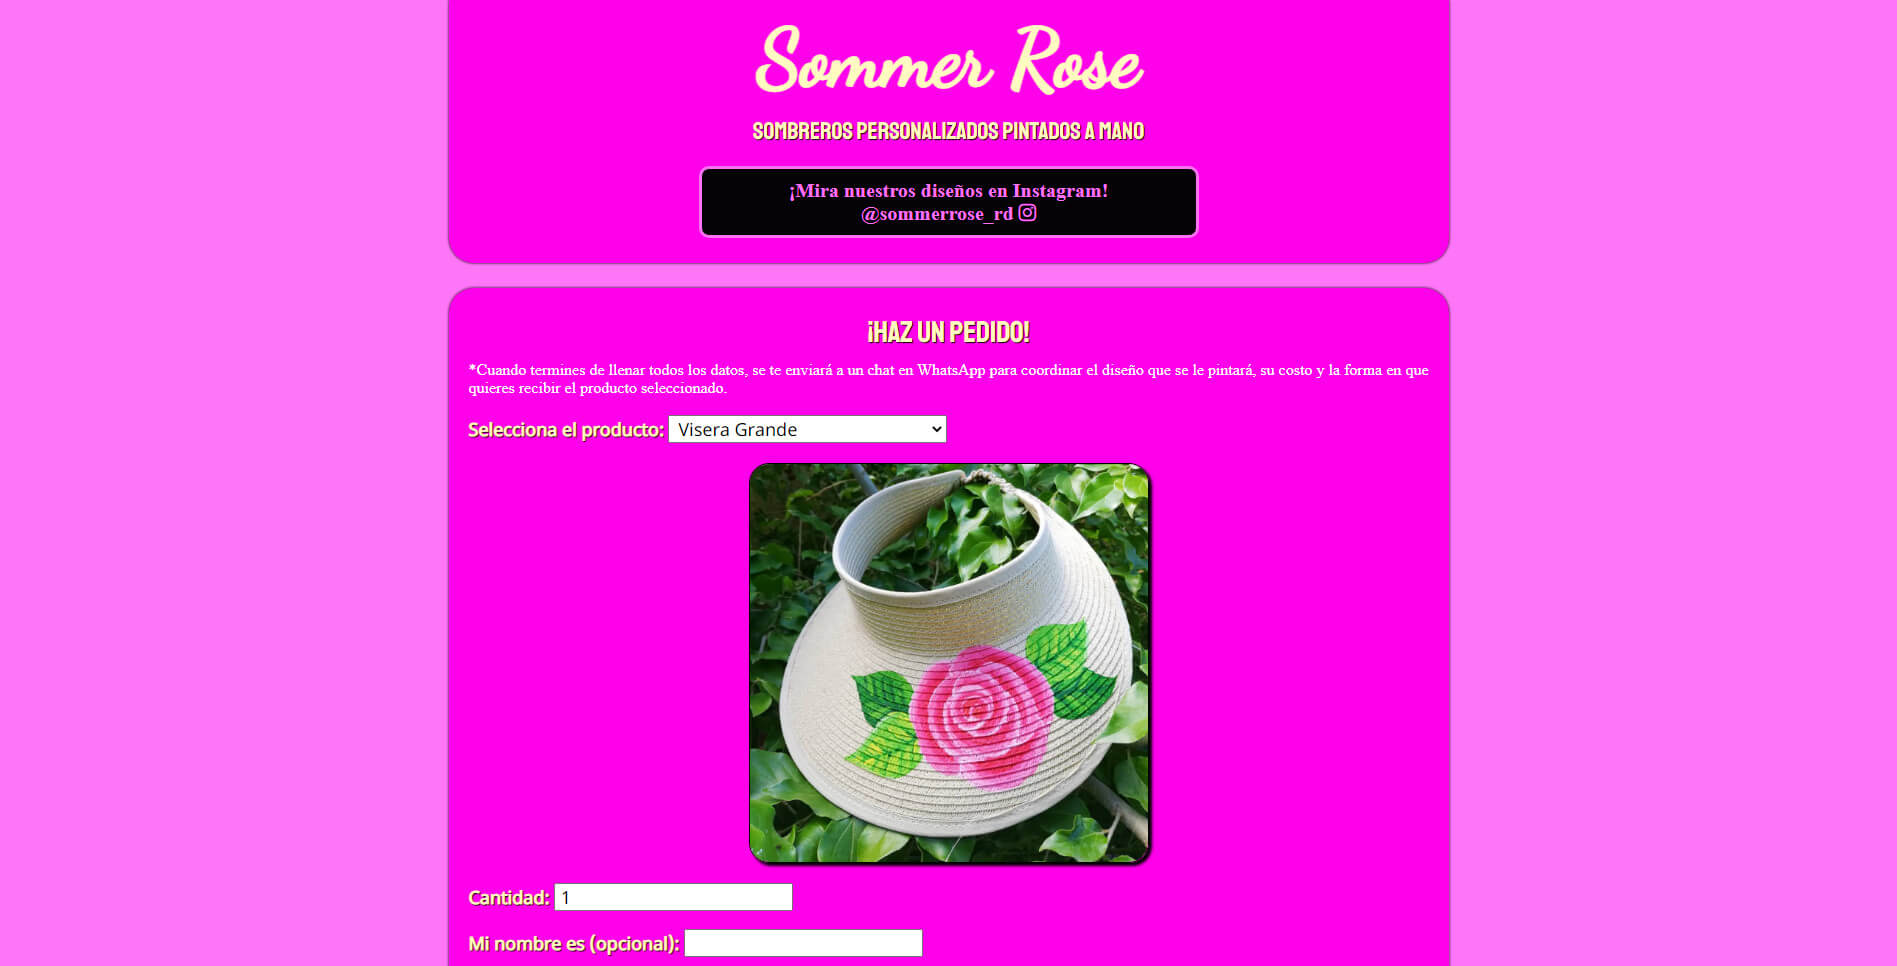 Sommer Rose
SOMBREROS PERSONALIZADOS PINTADOS A MANO
¡Mira nuestros diseños en Instagram!
@sommerrose_rd
¡HAZ UN PEDIDO!
*Cuando termines de llenar todos los datos, se te enviará a un chat en WhatsApp para coordinar el diseño que se le pintará, su costo y la forma en que
quieres recibir el producto seleccionado.
Selecciona el producto: Visera Grande
Cantidad: 1
Mi nombre es (opcional):